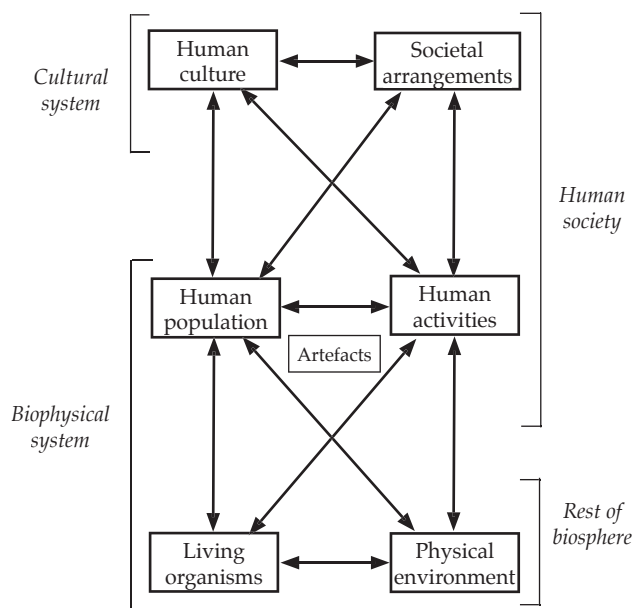 Human
culture
Societal
arrangements
Cultural
system
Human
society
Human
population
Human
activities
Artefacts
Biophysical
system
Living
organisms
Physical
environment
Rest of
biosphere